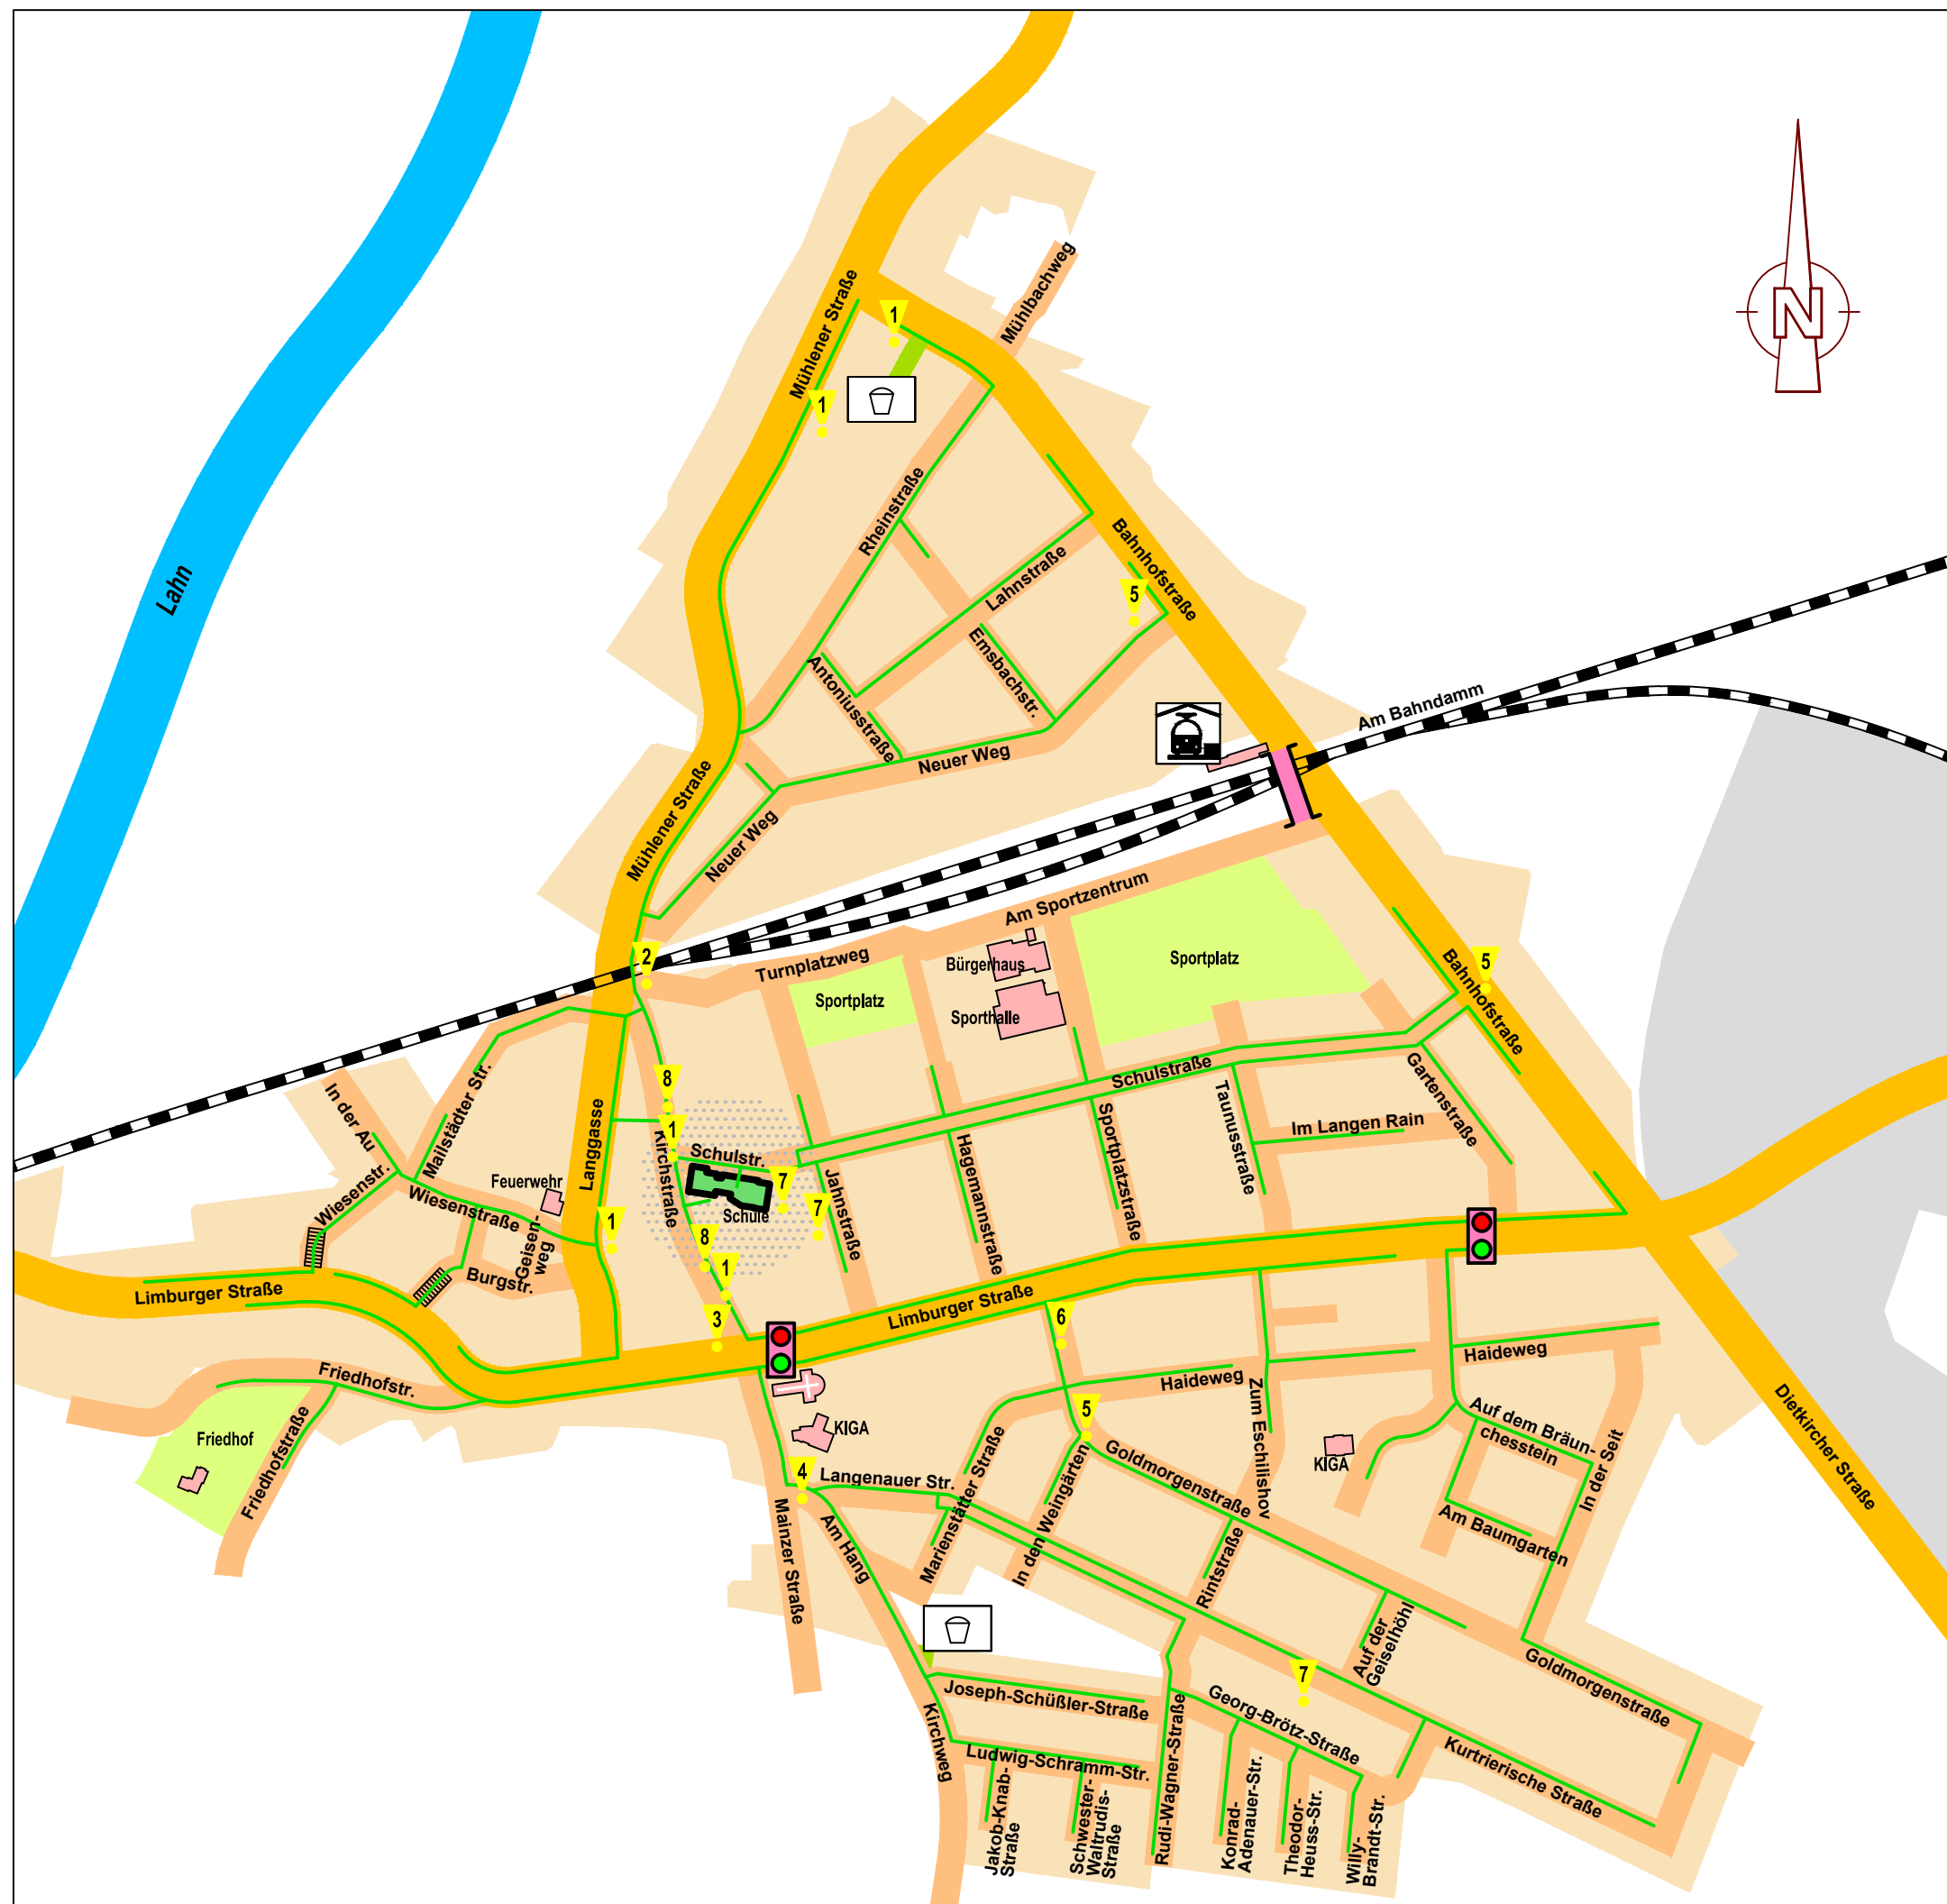 Mühlbachweg
1
Mühlener Straße
N
1
Rheinstraße
Bahnhofstraße
Lahnstraße
5
Lahn
Emsbachstr.
Antoniusstraße
Am Bahndamm
Neuer Weg
Mühlener Straße
Neuer Weg
Am Sportzentrum
2
Turnplatzweg
Bürgerhaus
Sportplatz
5
Bahnhofstraße
Sportplatz
Sporthalle
8
Schulstraße
Gartenstraße
In der Au
Mailstädter Str.
Langgasse
1
Kirchstraße
Schulstr.
Taunusstraße
Im Langen Rain
Sportplatzstraße
Hagemannstraße
Jahnstraße
7
7
Feuerwehr
Wiesenstr.
Wiesenstraße
Schule
Geisen-
weg
1
8
Burgstr.
1
Limburger Straße
3
Limburger Straße
6
Haideweg
Friedhofstr.
Haideweg
Zum Eschilishov
Dietkircher Straße
Friedhof
Friedhofstraße
KIGA
5
Auf dem Bräun-
chesstein
In der Seit
KIGA
4
Langenauer Str.
Marienstätter Straße
In den Weingärten
Goldmorgenstraße
Am Baumgarten
Mainzer Straße
Am Hang
Rintstraße
Auf der
Geiselhöhl
7
Goldmorgenstraße
Joseph-Schüßler-Straße
Georg-Brötz-Straße
Kirchweg
Ludwig-Schramm-Str.
Rudi-Wagner-Straße
Kurtrierische Straße
Jakob-Knab-
Straße
Schwester-
Waltrudis-
Straße
Konrad-
Adenauer-Str.
Theodor-
Heuss-Str.
Willy-
Brandt-Str.